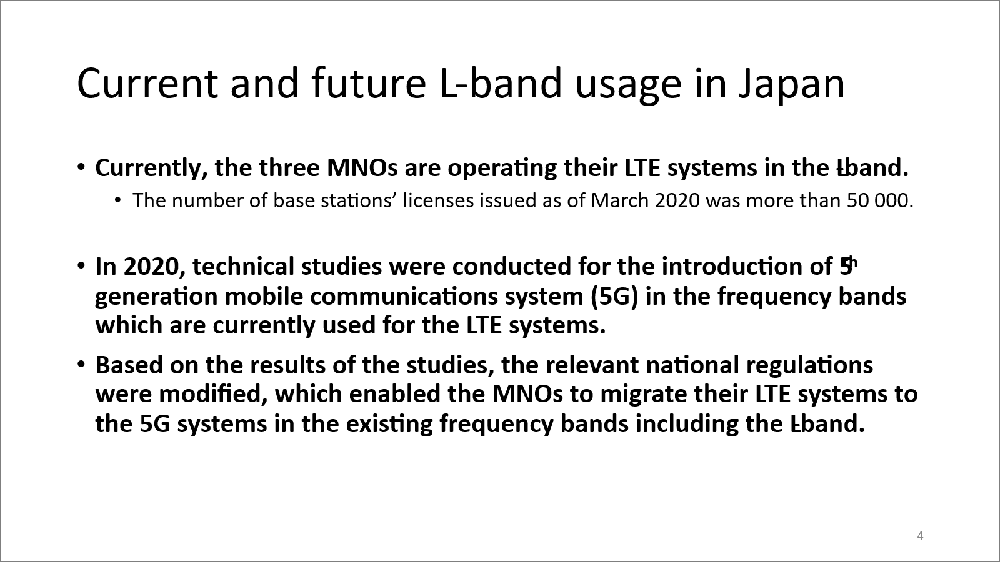 Current and future L-band usage in Japan
• Currently, the three MNOs are operating their LTE systems in the L-band.
• The number of base stations’ licenses issued as of March 2020 was more than 50 000.
• In 2020, technical studies were conducted for the introduction of 5th
generation mobile communications system (5G) in the frequency bands
which are currently used for the LTE systems.
• Based on the results of the studies, the relevant national regulations
were modified, which enabled the MNOs to migrate their LTE systems to
the 5G systems in the existing frequency bands including the L-band.
4